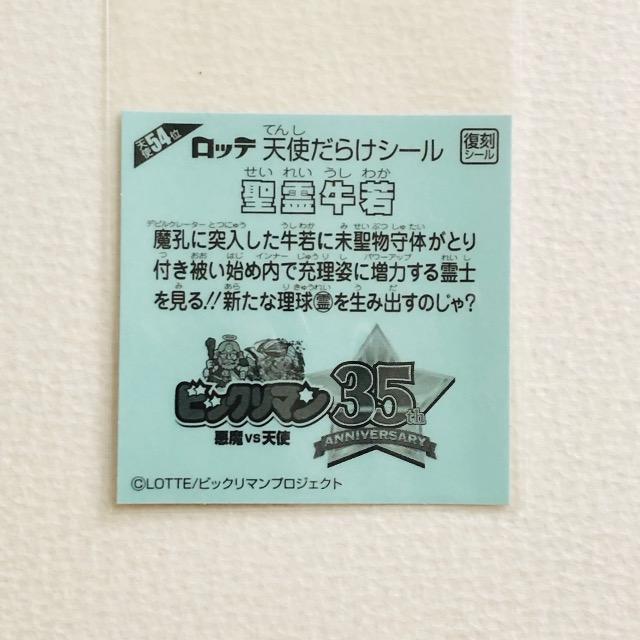 天使54位
ロッテ 天使だらけシール
てんし
復刻
シール
せい れい うし わか
聖霊牛若
デビルクレーター とつにゅう うしわか み せいぶつ しゅたい
魔孔に突入した牛若に未聖物守体がとり
つ おお はじ インナー じゅうり し パワーアップ れいし
付き被い始め内で充理姿に増力する霊士
み あら りきゅうれい う だ
を見る!!新たな理球㊙を生み出すのじゃ?
ビックリマン
悪魔VS天使
35th
ANNIVERSARY
©LOTTE/ビックリマンプロジェクト